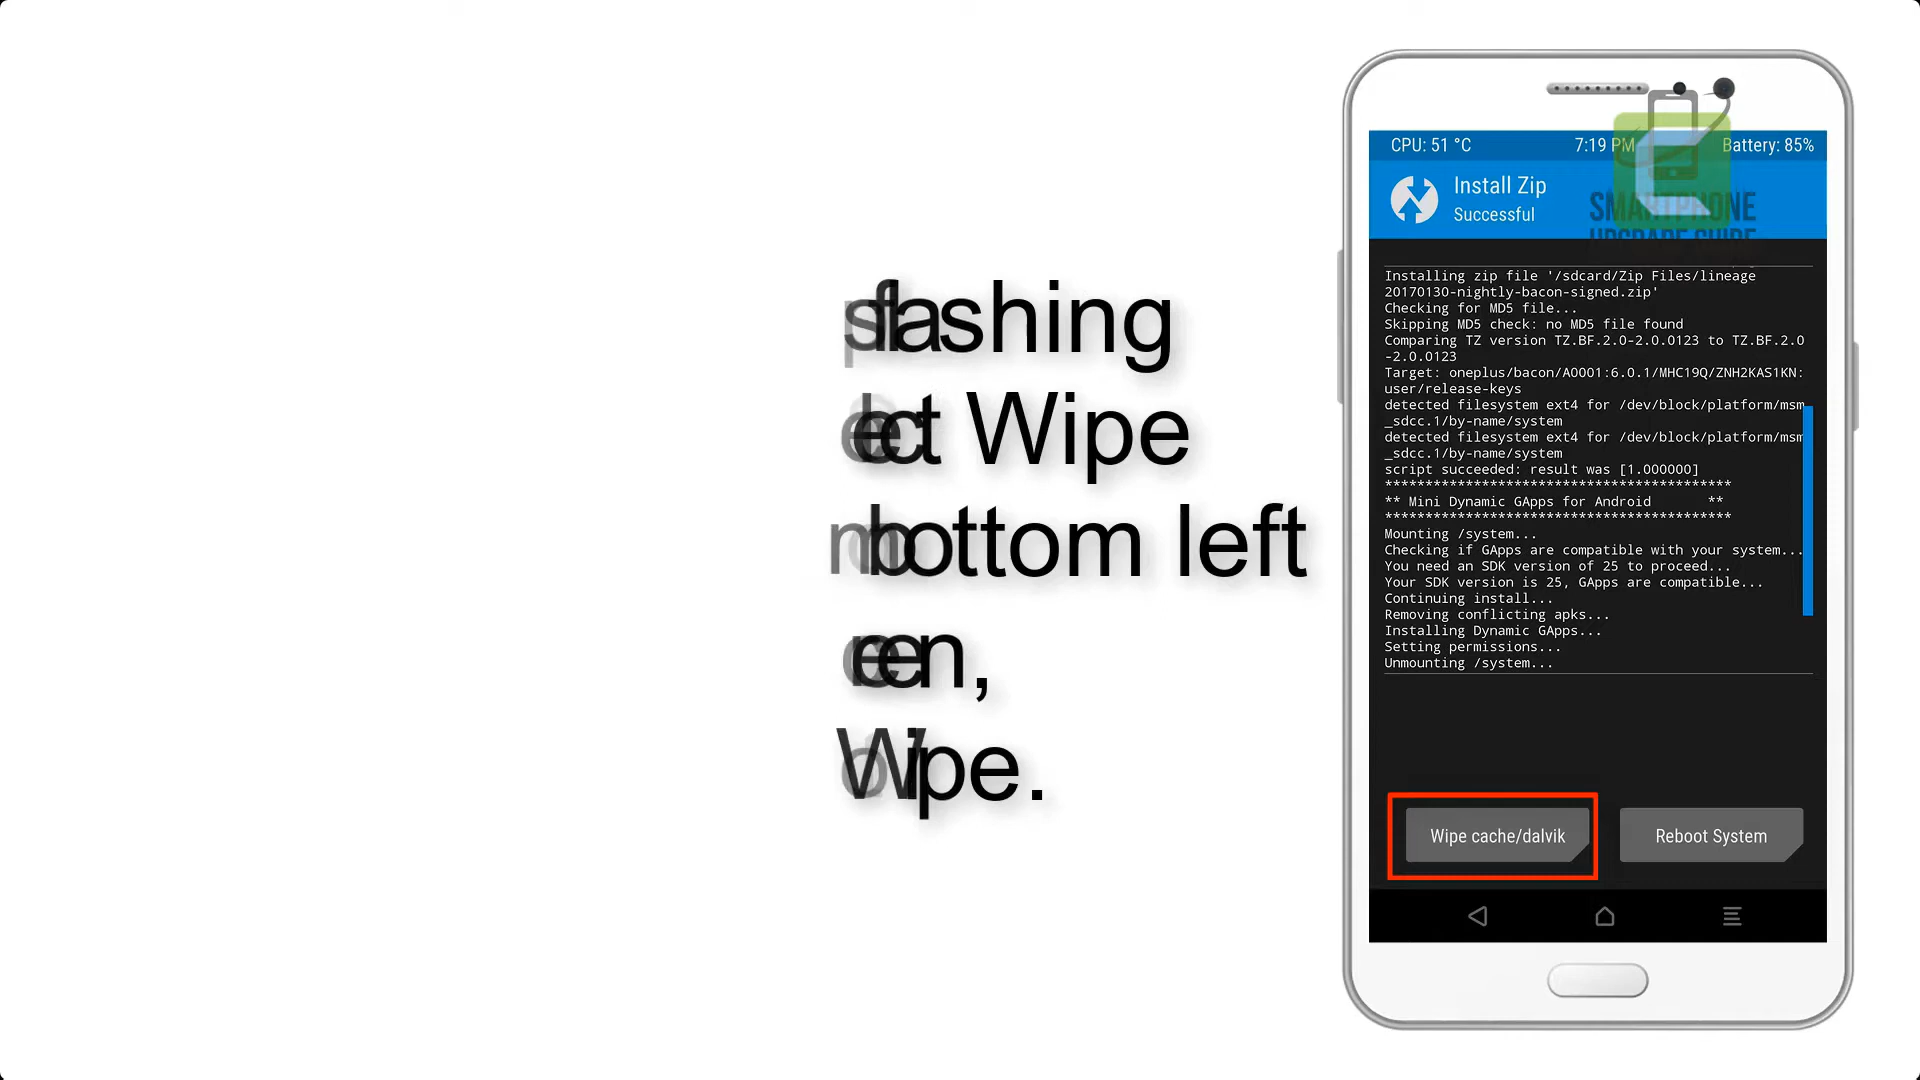 flashing
Wipe
bottom left
Wipe.
CPU: 51 °C 7:19 PM Battery: 85%
Install Zip
Successful
SMARTPHONE
UPGRADE GUIDE
Installing zip file '/sdcard/Zip Files/lineage
20170130-nightly-bacon-signed.zip'
Checking for MD5 file...
Skipping MD5 check: no MD5 file found
Comparing TZ version TZ.BF.2.0-2.0.0123 to TZ.BF.2.0
-2.0.0123
Target: oneplus/bacon/A0001:6.0.1/MHC19Q/ZNH2KAS1KN:
user/release-keys
detected filesystem ext4 for /dev/block/platform/msm
_sdcc.1/by-name/system
detected filesystem ext4 for /dev/block/platform/msm
_sdcc.1/by-name/system
script succeeded: result was [1.000000]
*******************************************
** Mini Dynamic GApps for Android **
*******************************************
Mounting /system...
Checking if GApps are compatible with your system...
You need an SDK version of 25 to proceed...
Your SDK version is 25, GApps are compatible...
Continuing install...
Removing conflicting apks...
Installing Dynamic GApps...
Setting permissions...
Unmounting /system...
Wipe cache/dalvik Reboot System